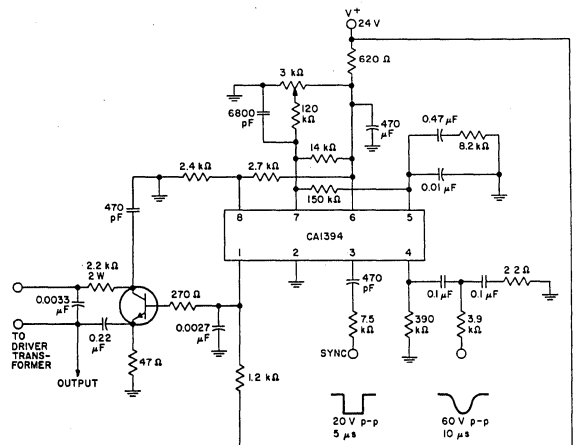 V+
24 V
620 Ω
3 kΩ
6800
pF
120
kΩ
470
µF
0.47 µF
8.2kΩ
14 kΩ
0.01 µF
2.4 kΩ
2.7 kΩ
150 kΩ
470
pF
8
7
6
5
CA1394
1
2
3
4
2.2 kΩ
2 W
270 Ω
470
pF
0.1 µF
0.1
µF
2 2 Ω
0.0033
µF
0.0027
µF
7.5
kΩ
390
kΩ
3.9
kΩ
0.22
µF
TO
DRIVER
TRANS-
FORMER
47 Ω
SYNC
OUTPUT
1.2 kΩ
20 V p-p
5 µs
60 V p-p
10 µs